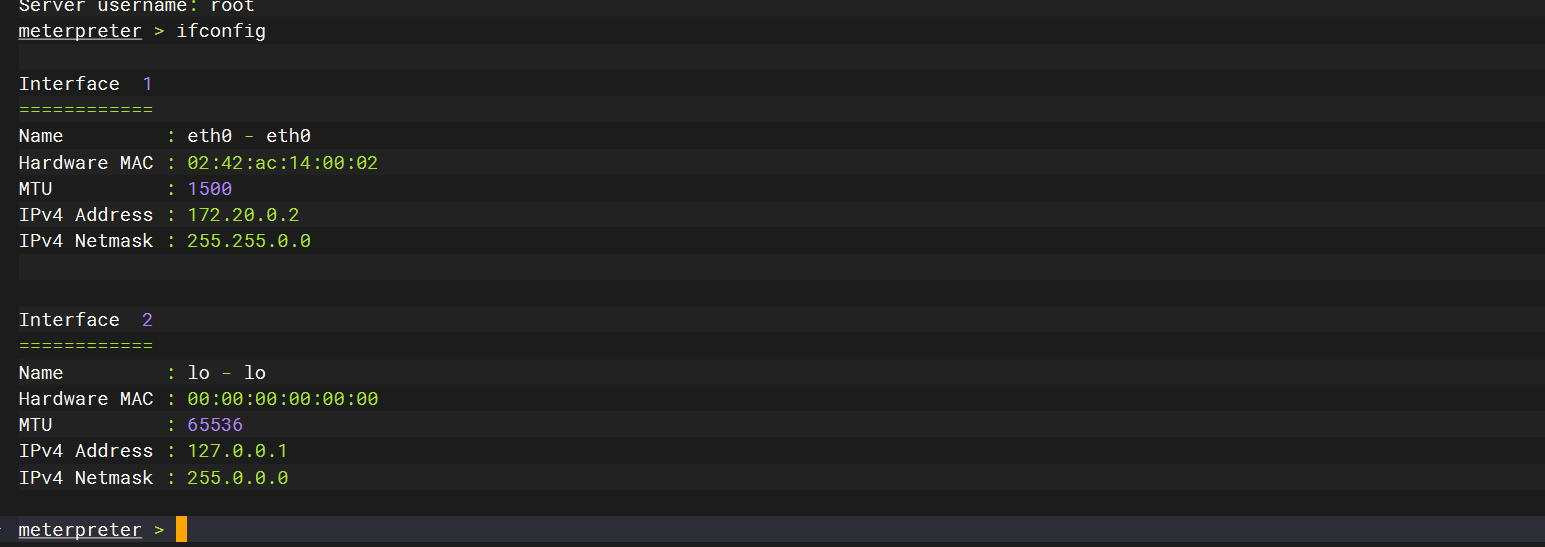 Server username: root
meterpreter > ifconfig
Interface  1
============
Name         : eth0 - eth0
Hardware MAC : 02:42:ac:14:00:02
MTU          : 1500
IPv4 Address : 172.20.0.2
IPv4 Netmask : 255.255.0.0
Interface  2
============
Name         : lo - lo
Hardware MAC : 00:00:00:00:00:00
MTU          : 65536
IPv4 Address : 127.0.0.1
IPv4 Netmask : 255.0.0.0
meterpreter >